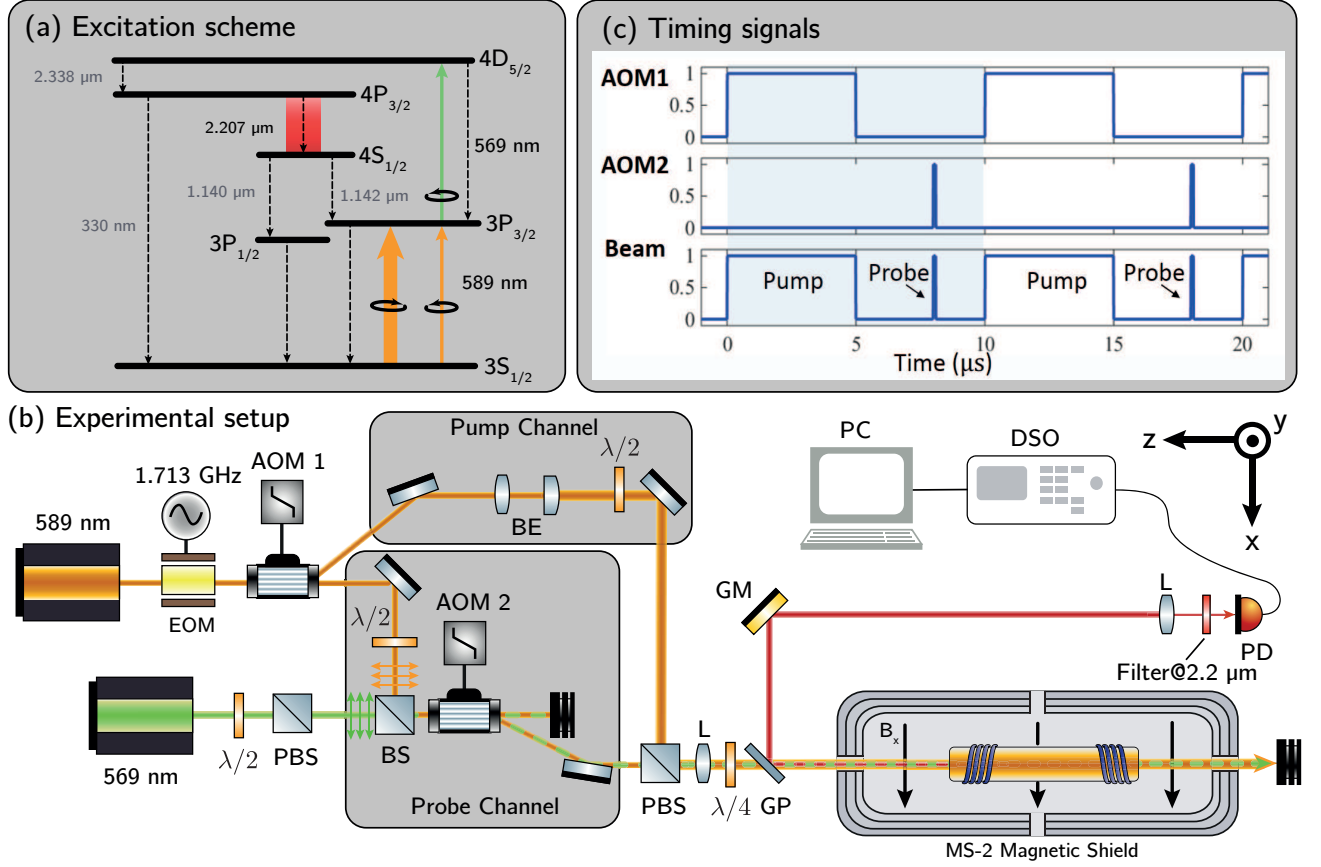 (a) Excitation scheme
4D5/2
2.338 µm
4P3/2
2.207 µm
569 nm
4S1/2
1.140 µm
1.142 µm
330 nm
3P3/2
3P1/2
589 nm
3S1/2
(c) Timing signals
AOM1
1
0.5
0
AOM2
1
0.5
0
Beam
1
0.5
0
Pump
Probe
Pump
Probe
0
5
10
15
20
Time (µs)
(b) Experimental setup
Pump Channel
1.713 GHz
AOM 1
λ/2
BE
589 nm
EOM
PC
DSO
z
y
x
λ/2
AOM 2
GM
L
PD
Filter@2.2 µm
569 nm
λ/2
PBS
BS
Probe Channel
PBS
L
λ/4
GP
Bx
MS-2 Magnetic Shield